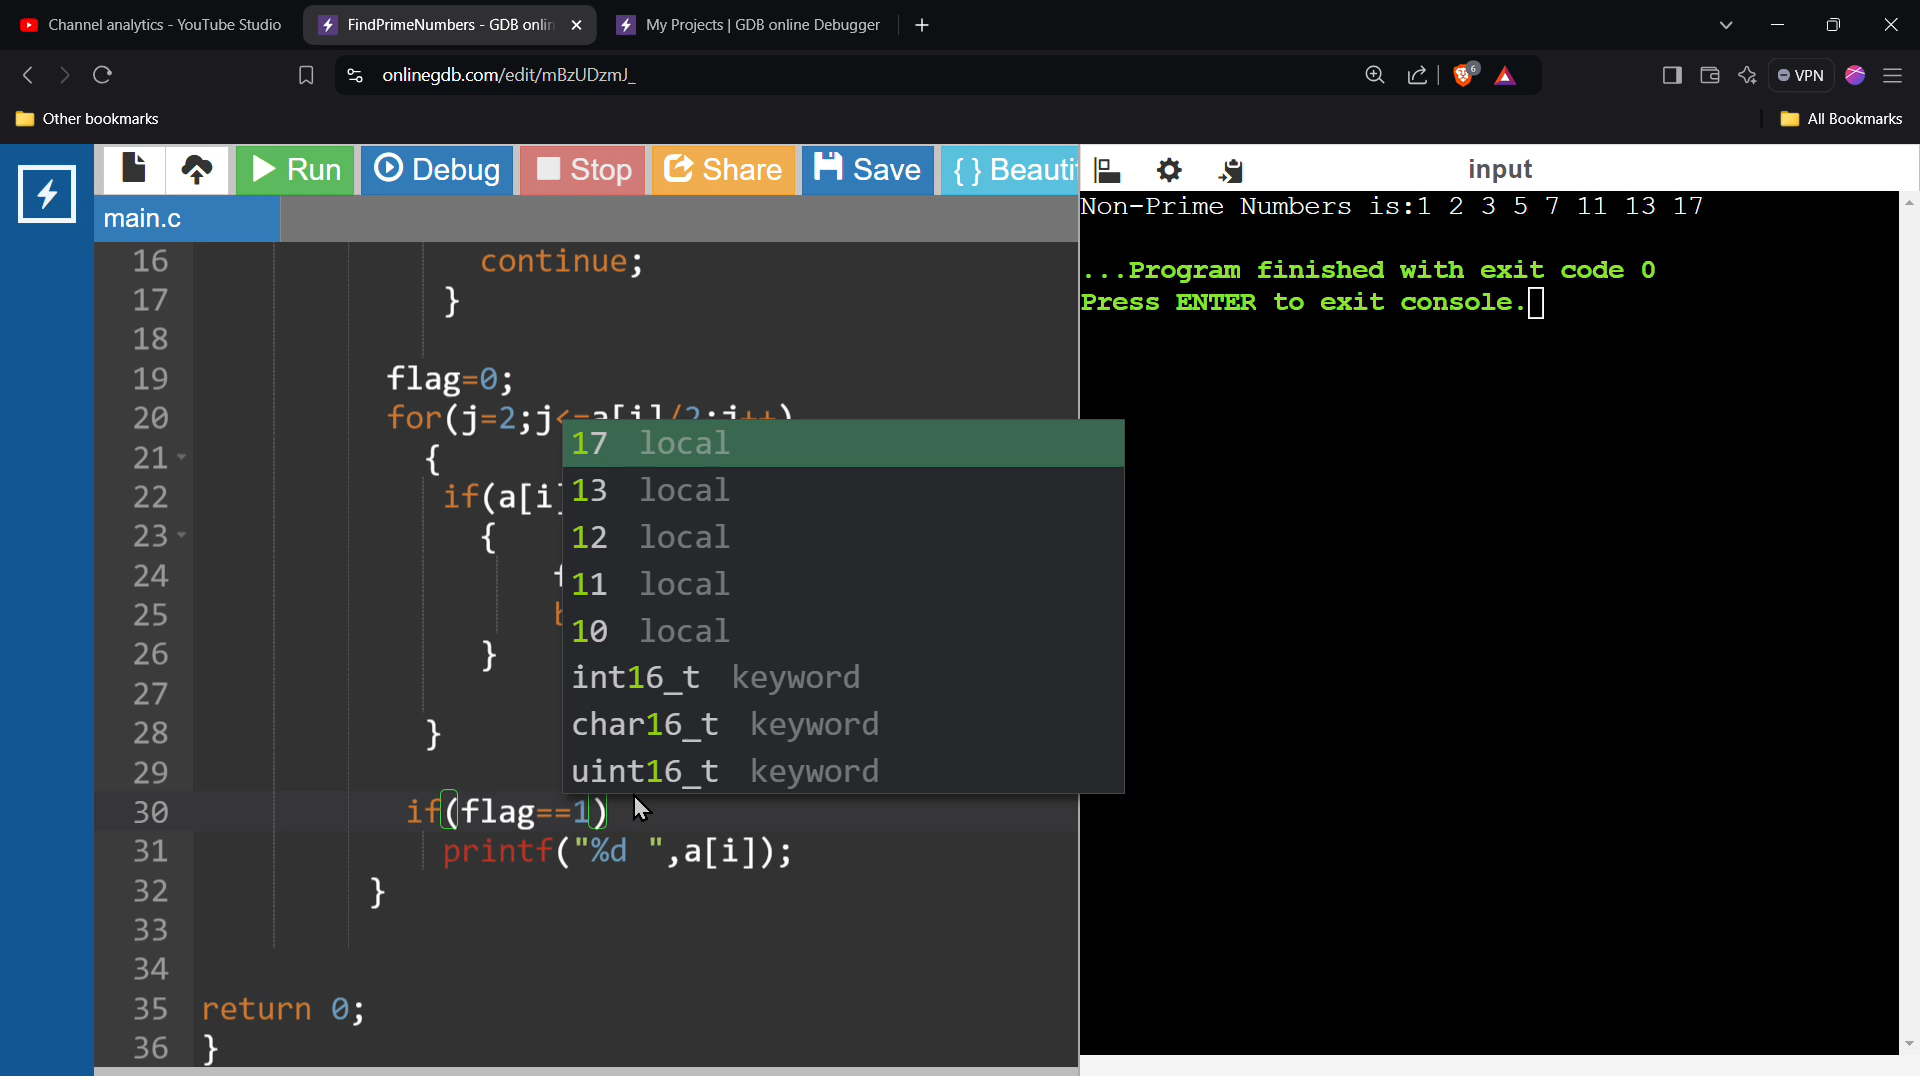 Channel analytics - YouTube Studio
FindPrimeNumbers - GDB onlin
My Projects | GDB online Debugger
onlinegdb.com/edit/mBzUDzmJ_
6
VPN
Other bookmarks
All Bookmarks
Run
Debug
Stop
Share
Save
{ } Beauti
input
main.c
16 continue;
17 }
18
19 flag=0;
20 for(j=2;j<=a[i]/2;j++)
21 {
22 if(a[i]
23 {
24
25
26 }
27
28 }
29
30 if(flag==1)
31 printf("%d ",a[i]);
32 }
33
34
35 return 0;
36 }
17 local
13 local
12 local
11 local
10 local
int16_t keyword
char16_t keyword
uint16_t keyword
Non-Prime Numbers is:1 2 3 5 7 11 13 17
...Program finished with exit code 0
Press ENTER to exit console.